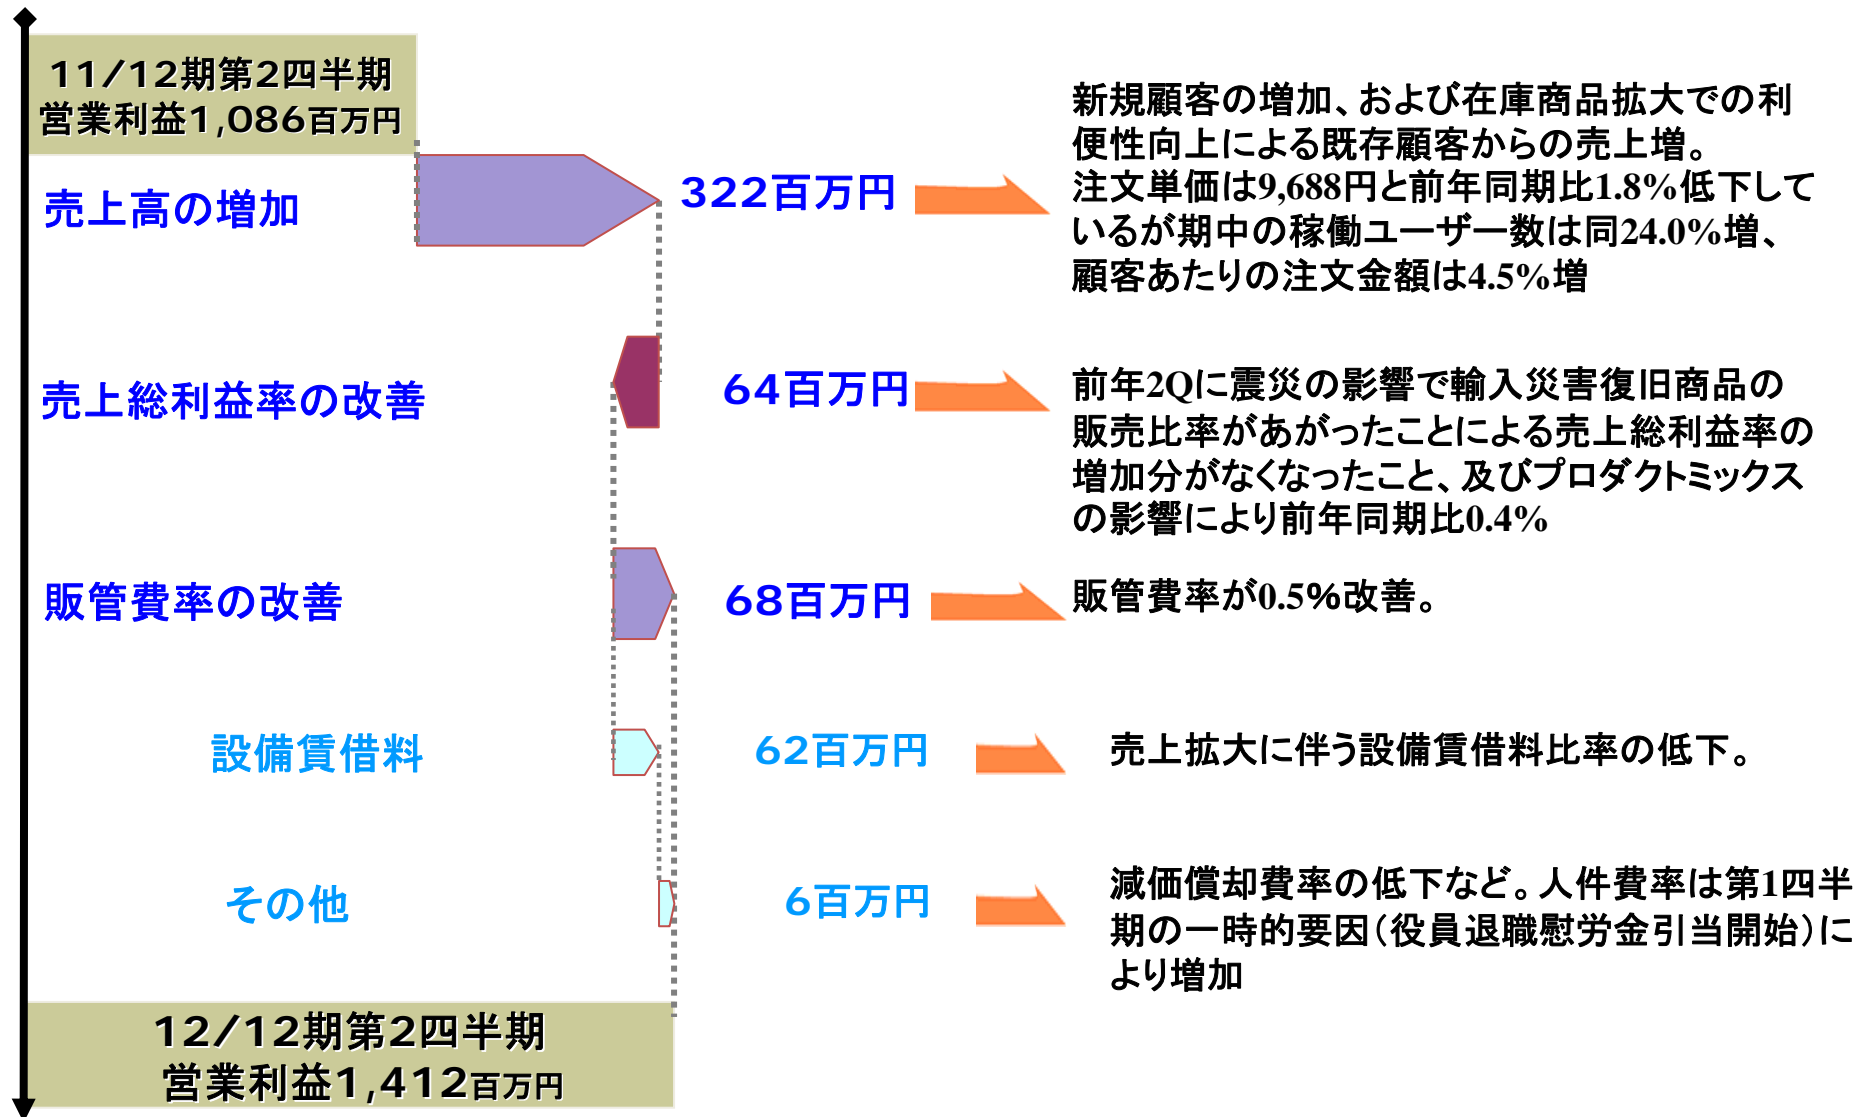 11/12期第2四半期
営業利益1,086百万円
売上高の増加
322百万円
新規顧客の増加、および在庫商品拡大での利
便性向上による既存顧客からの売上増。
注文単価は9,688円と前年同期比1.8%低下して
いるが期中の稼働ユーザー数は同24.0%増、
顧客あたりの注文金額は4.5%増
売上総利益率の改善
64百万円
前年2Qに震災の影響で輸入災害復旧商品の
販売比率があがったことによる売上総利益率の
増加分がなくなったこと、及びプロダクトミックス
の影響により前年同期比0.4%
販管費率の改善
68百万円
販管費率が0.5%改善。
設備賃借料
62百万円
売上拡大に伴う設備賃借料比率の低下。
その他
6百万円
減価償却費率の低下など。人件費率は第1四半
期の一時的要因（役員退職慰労金引当開始）に
より増加
12/12期第2四半期
営業利益1,412百万円